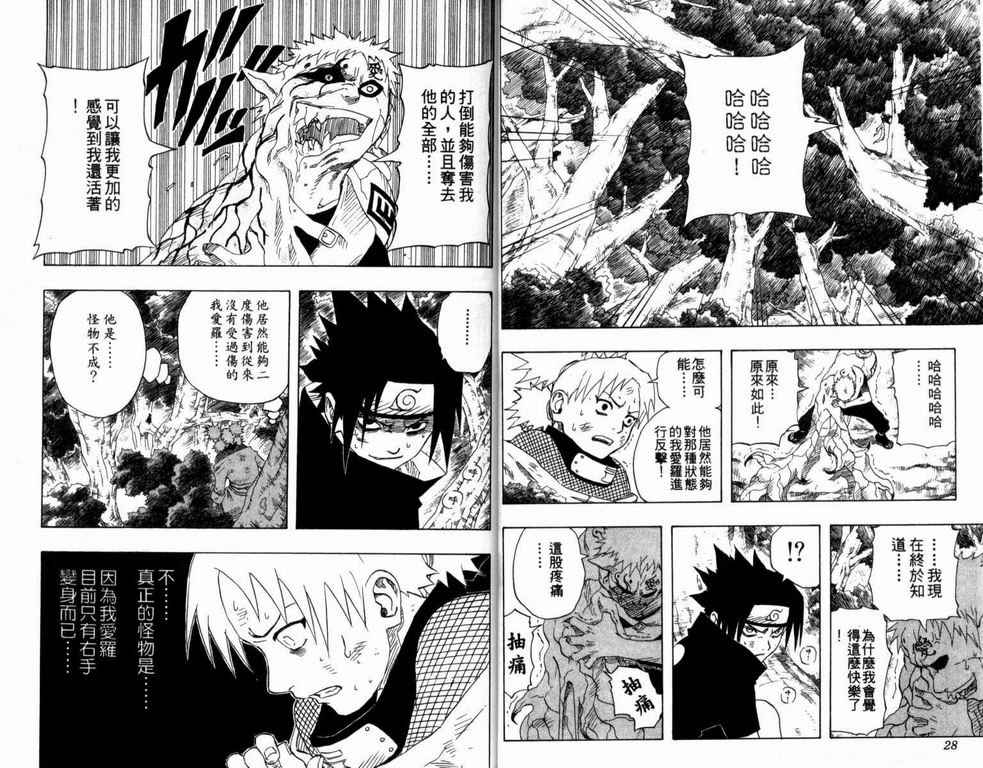 哈哈哈哈
哈哈哈！
哈哈哈哈
……
原來…
原來如此！
怎麼可
能……
他居然能夠
對那種狀態
的我愛羅進
行反擊！
……我現
在終於知
道……
為什麼我會覺
得這麼快樂了
！
!?
這股疼痛
……
抽痛
抽痛
28
打倒能夠傷害我
的人，並且奪去
他的全部……
可以讓我更加的
感覺到我還活著
！
………
他居然能夠二
度傷害到從來
沒有受過傷的
我愛羅……
他是……
怪物不成？
不……
真正的怪物是……
因為我愛羅
目前只有右手
變身而已……